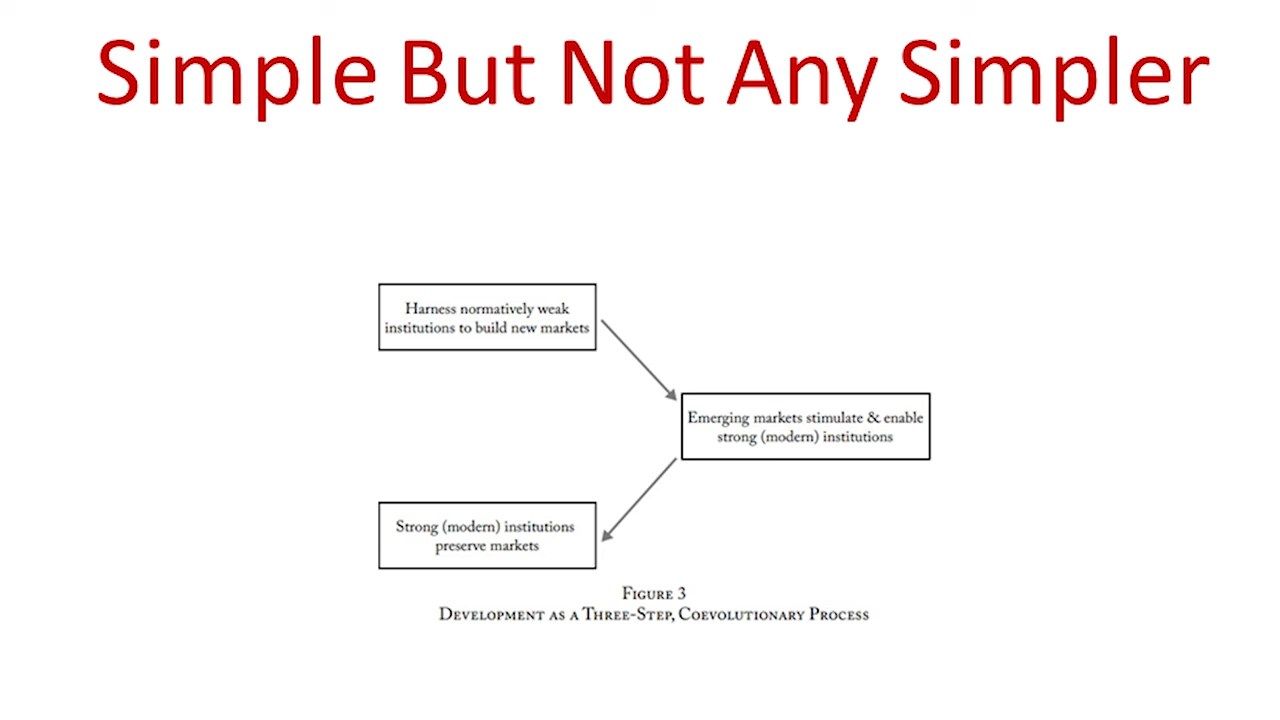 Simple But Not Any Simpler
Harness normatively weak
institutions to build new markets
Emerging markets stimulate & enable
strong (modern) institutions
Strong (modern) institutions
preserve markets
Figure 3
Development as a Three-Step, Coevolutionary Process